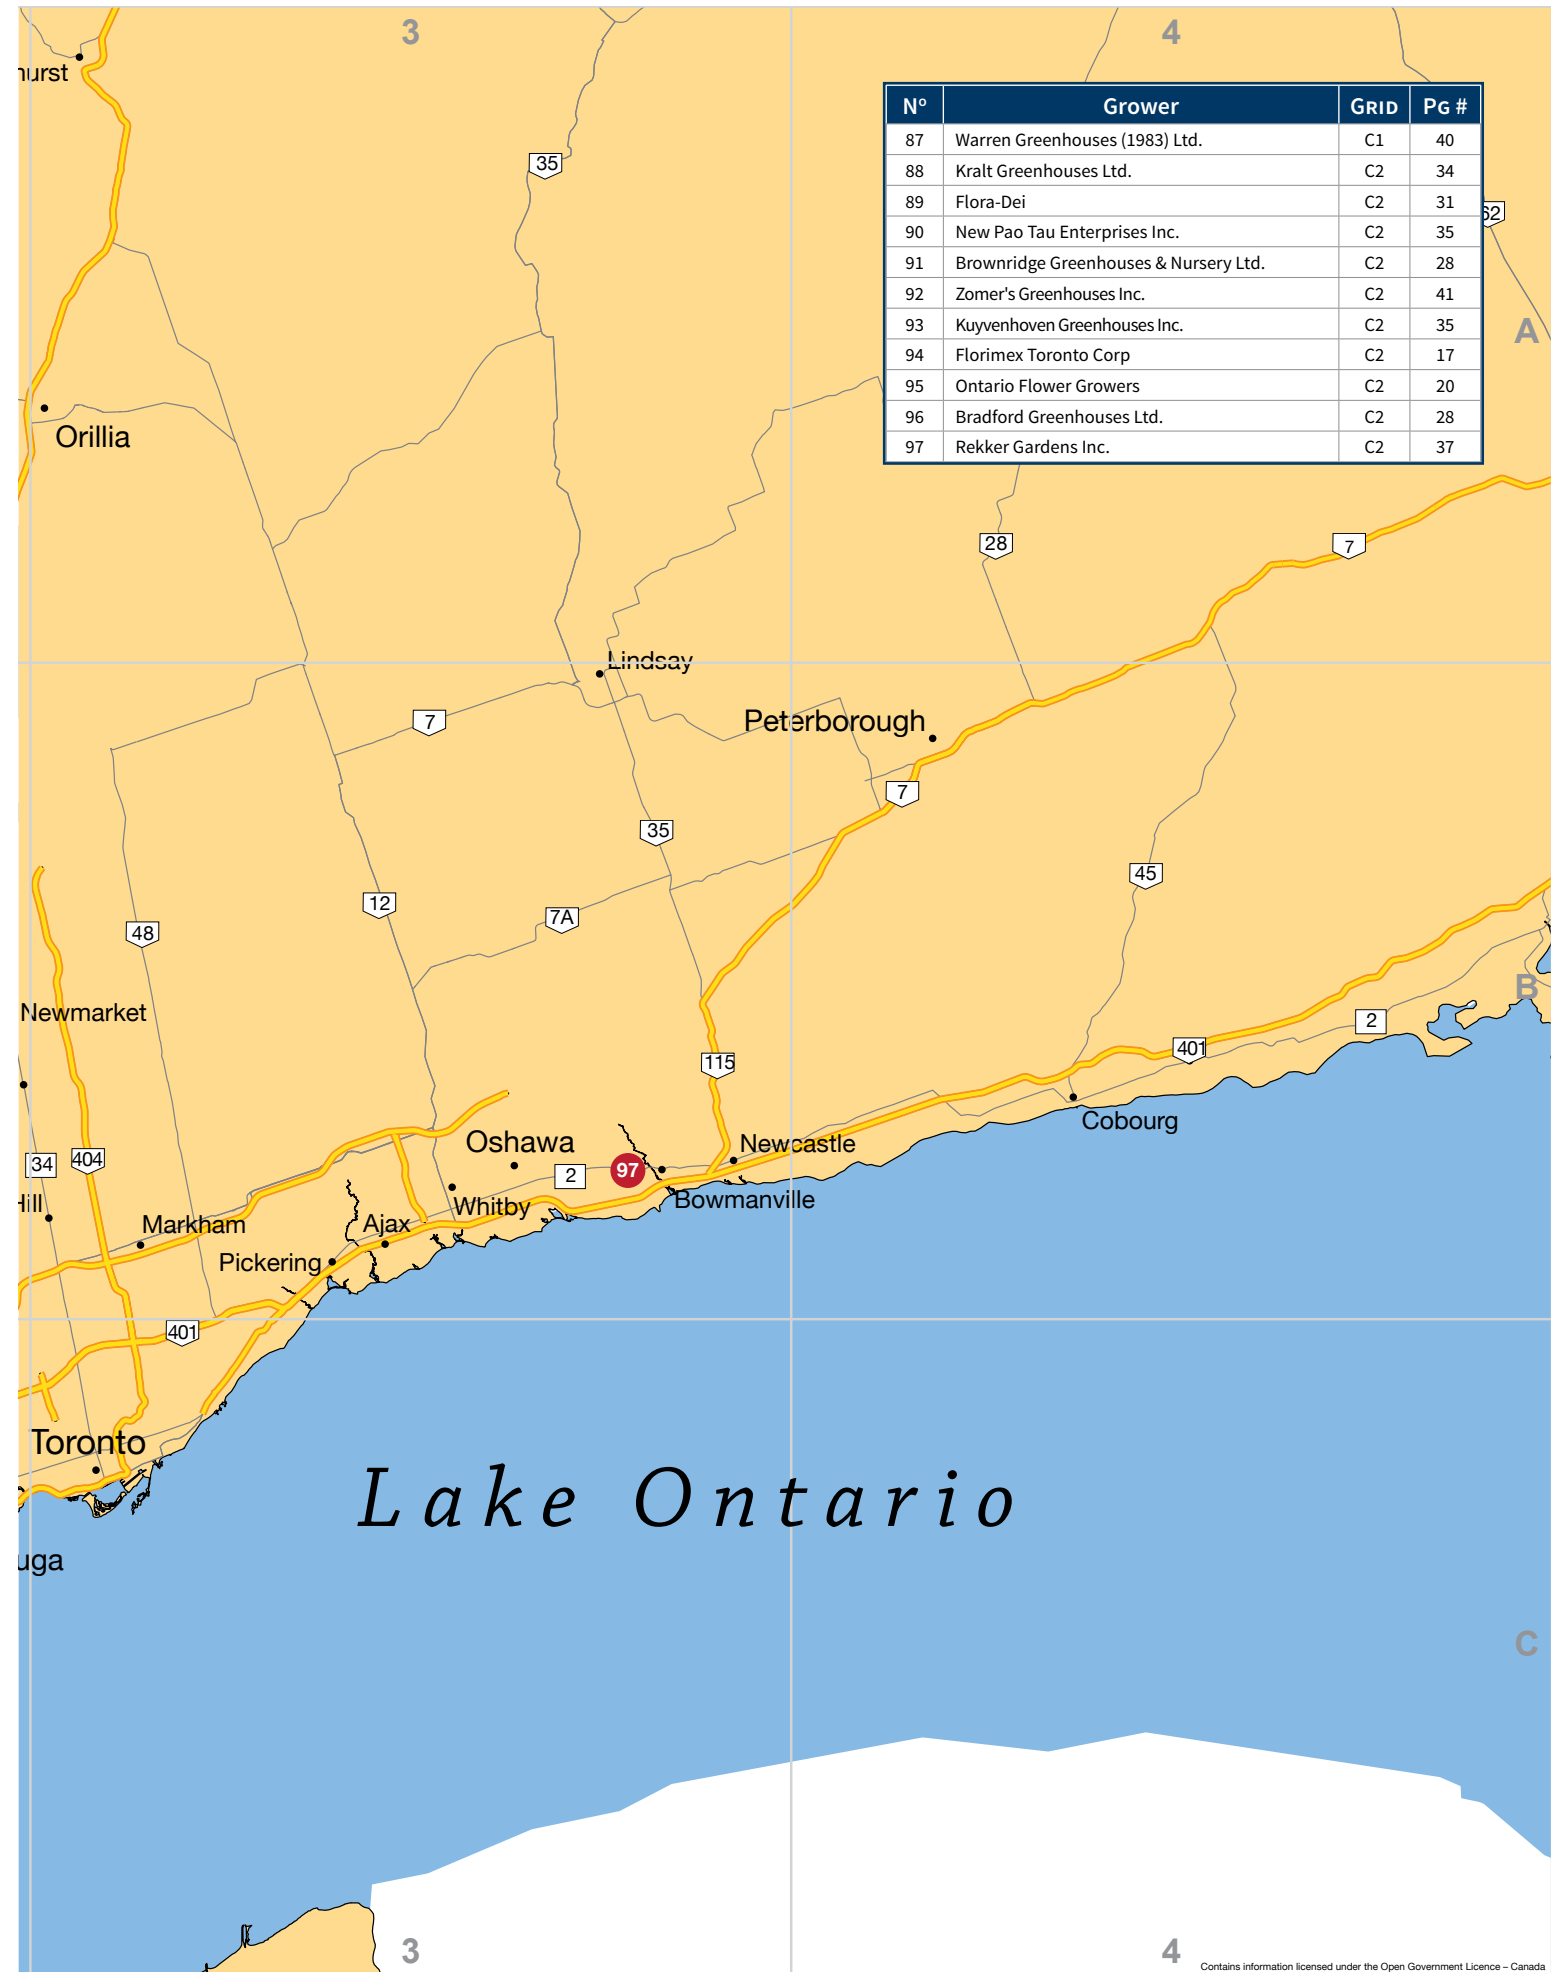 3
4
hurst
Nº Grower GRID PG #
87 Warren Greenhouses (1983) Ltd. C1 40
88 Kralt Greenhouses Ltd. C2 34
89 Flora-Dei C2 31
90 New Pao Tau Enterprises Inc. C2 35
91 Brownridge Greenhouses & Nursery Ltd. C2 28
92 Zomer's Greenhouses Inc. C2 41
93 Kuyvenhoven Greenhouses Inc. C2 35
94 Florimex Toronto Corp C2 17
95 Ontario Flower Growers C2 20
96 Bradford Greenhouses Ltd. C2 28
97 Rekker Gardens Inc. C2 37
35
62
A
Orillia
28
7
Lindsay
7
Peterborough
7
35
45
12
7A
48
B
Newmarket
2
401
115
Cobourg
Oshawa
Newcastle
34
404
2
97
Hill
Whitby
Bowmanville
Markham
Ajax
Pickering
401
Toronto
Lake Ontario
uga
C
3
4
Contains information licensed under the Open Government Licence – Canada